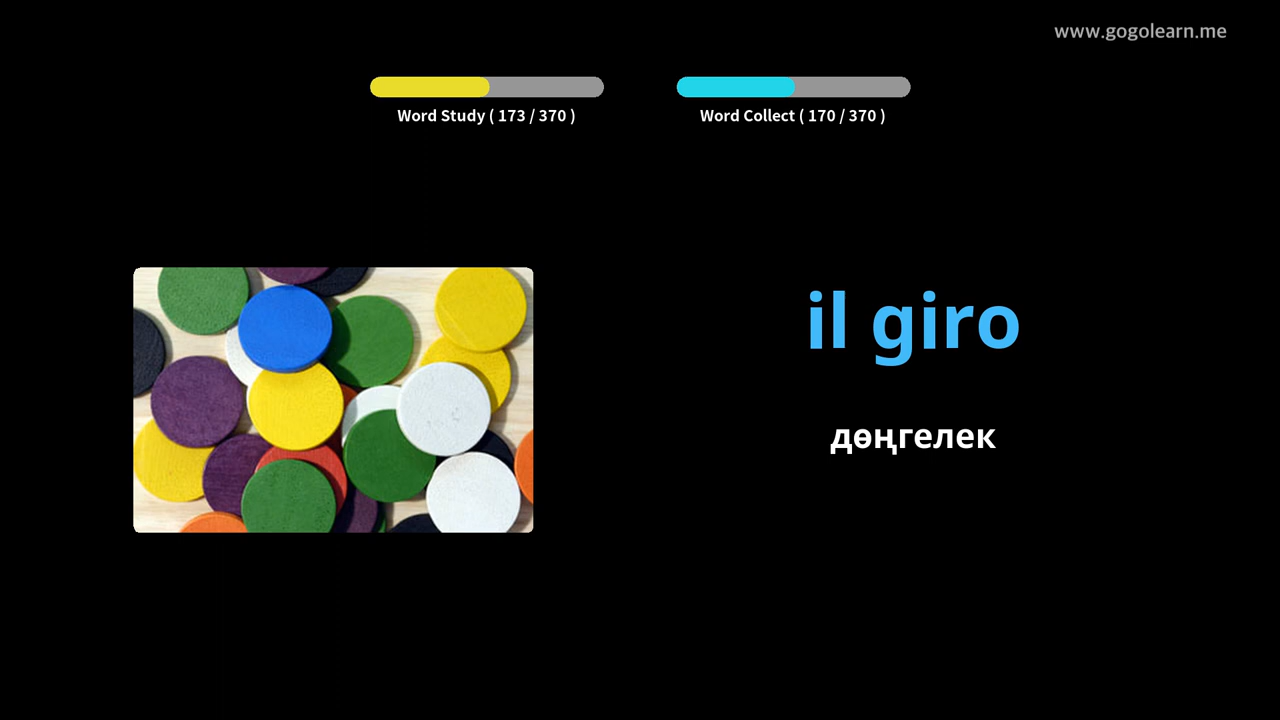 www.gogolearn.me
Word Study ( 173 / 370 )
Word Collect ( 170 / 370 )
il giro
дөңгелек